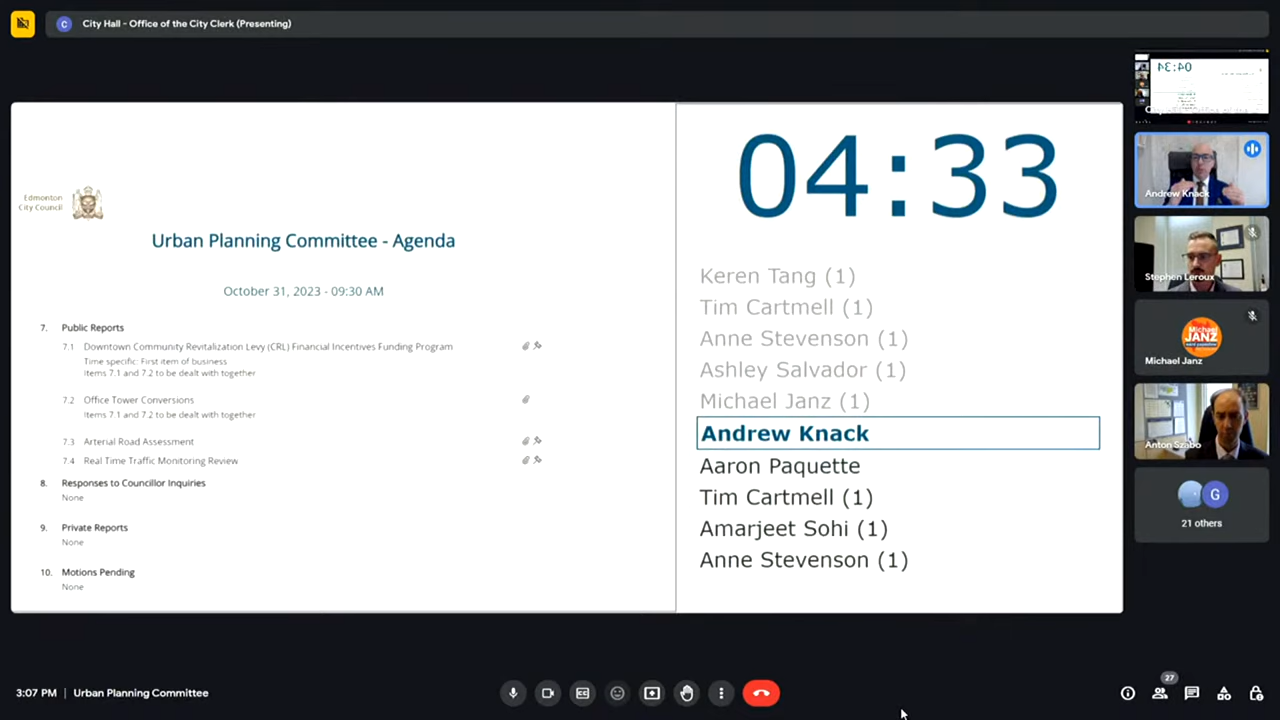 City Hall - Office of the City Clerk (Presenting)
Edmonton
City Council
Urban Planning Committee - Agenda
October 31, 2023 - 09:30 AM
7. Public Reports
7.1 Downtown Community Revitalization Levy (CRL) Financial Incentives Funding Program
Time specific: First item of business
Items 7.1 and 7.2 to be dealt with together
7.2 Office Tower Conversions
Items 7.1 and 7.2 to be dealt with together
7.3 Arterial Road Assessment
7.4 Real Time Traffic Monitoring Review
8. Responses to Councillor Inquiries
None
9. Private Reports
None
10. Motions Pending
None
04:33
Keren Tang (1)
Tim Cartmell (1)
Anne Stevenson (1)
Ashley Salvador (1)
Michael Janz (1)
Andrew Knack
Aaron Paquette
Tim Cartmell (1)
Amarjeet Sohi (1)
Anne Stevenson (1)
04:34
Andrew Knack
Stephen Leroux
Michael
JANZ
Michael Janz
Anton Szabo
G
21 others
3:07 PM | Urban Planning Committee
27